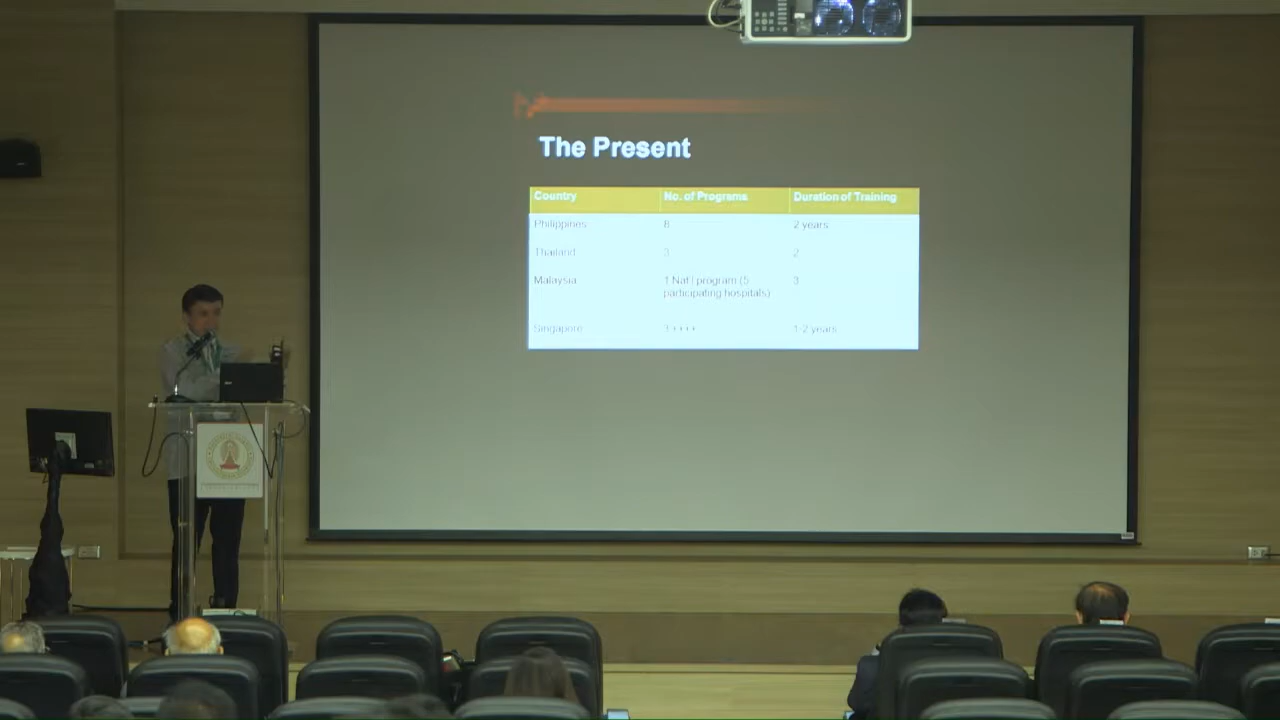 The Present
Country No. of Programs Duration of Training
Philippines 8 2 years
Thailand 3 2
Malaysia 1 Nat'l program (5 participating hospitals) 3
Singapore 3 ++++ 1-2 years